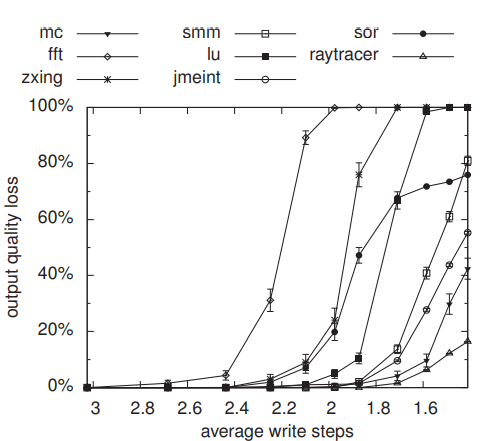 mc smm sor
fft lu raytracer
zxing jmeint
100%
80%
60%
40%
20%
0%
output quality loss
3 2.8 2.6 2.4 2.2 2 1.8 1.6
average write steps